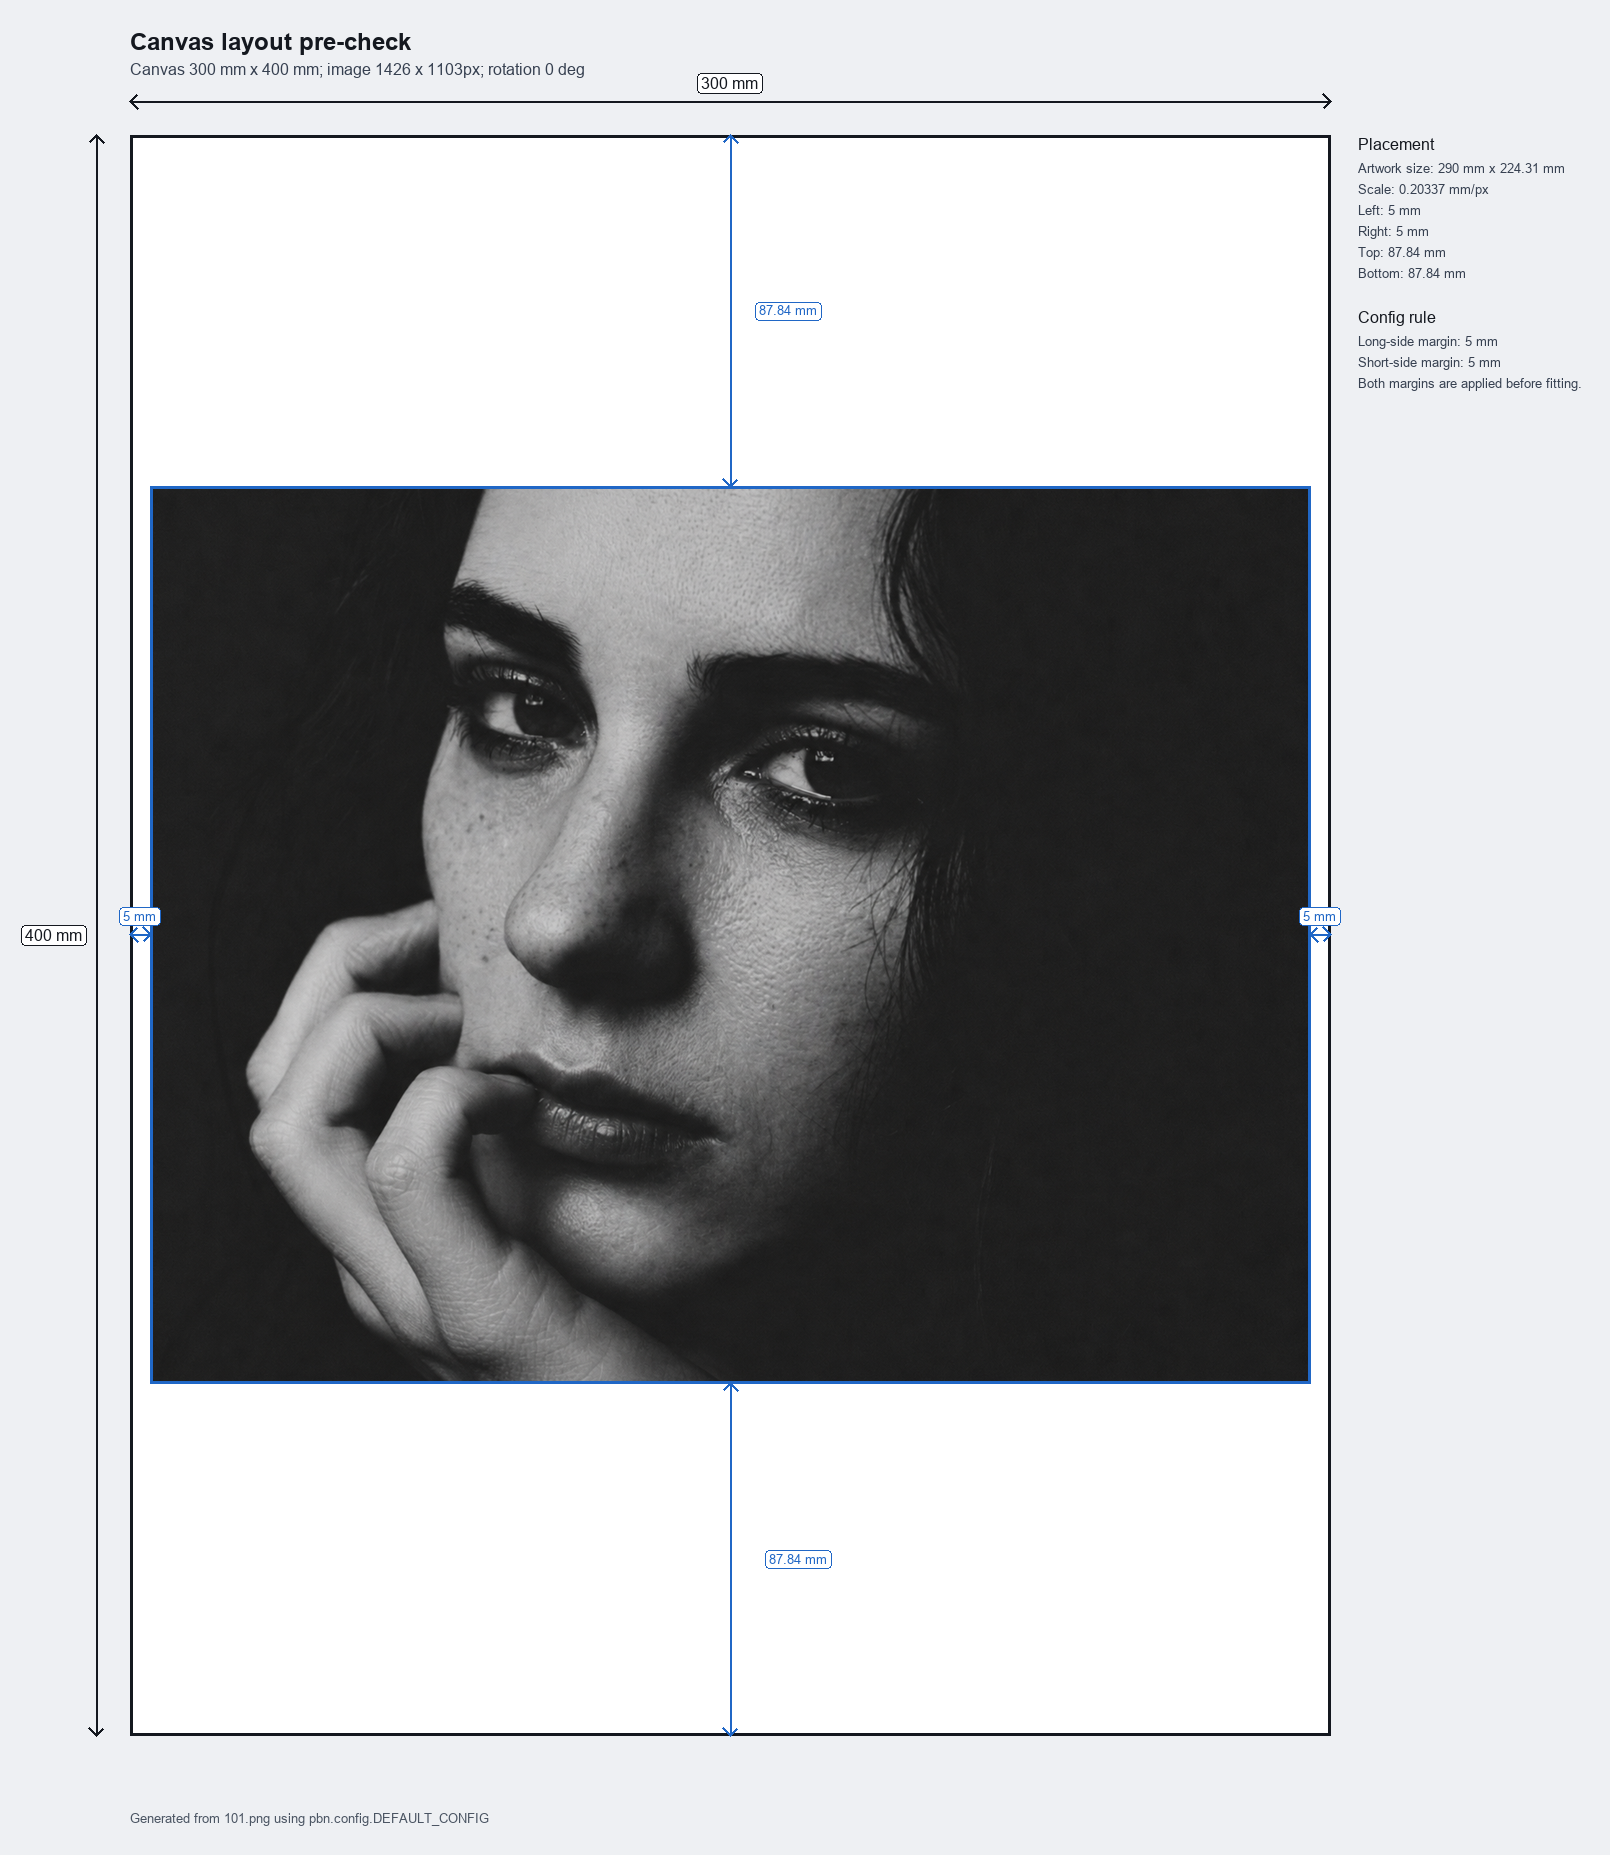 Canvas layout pre-check
Canvas 300 mm x 400 mm; image 1426 x 1103px; rotation 0 deg
300 mm
Placement
Artwork size: 290 mm x 224.31 mm
Scale: 0.20337 mm/px
Left: 5 mm
Right: 5 mm
Top: 87.84 mm
Bottom: 87.84 mm
Config rule
Long-side margin: 5 mm
Short-side margin: 5 mm
Both margins are applied before fitting.
87.84 mm
5 mm
5 mm
400 mm
87.84 mm
Generated from 101.png using pbn.config.DEFAULT_CONFIG